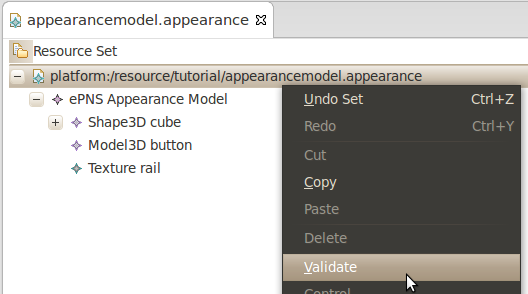 appearancemodel.appearance
Resource Set
platform:/resource/tutorial/appearancemodel.appearance
ePNS Appearance Model
Shape3D cube
Model3D button
Texture rail
Undo Set Ctrl+Z
Redo Ctrl+Y
Cut
Copy
Paste
Delete
Validate
Control